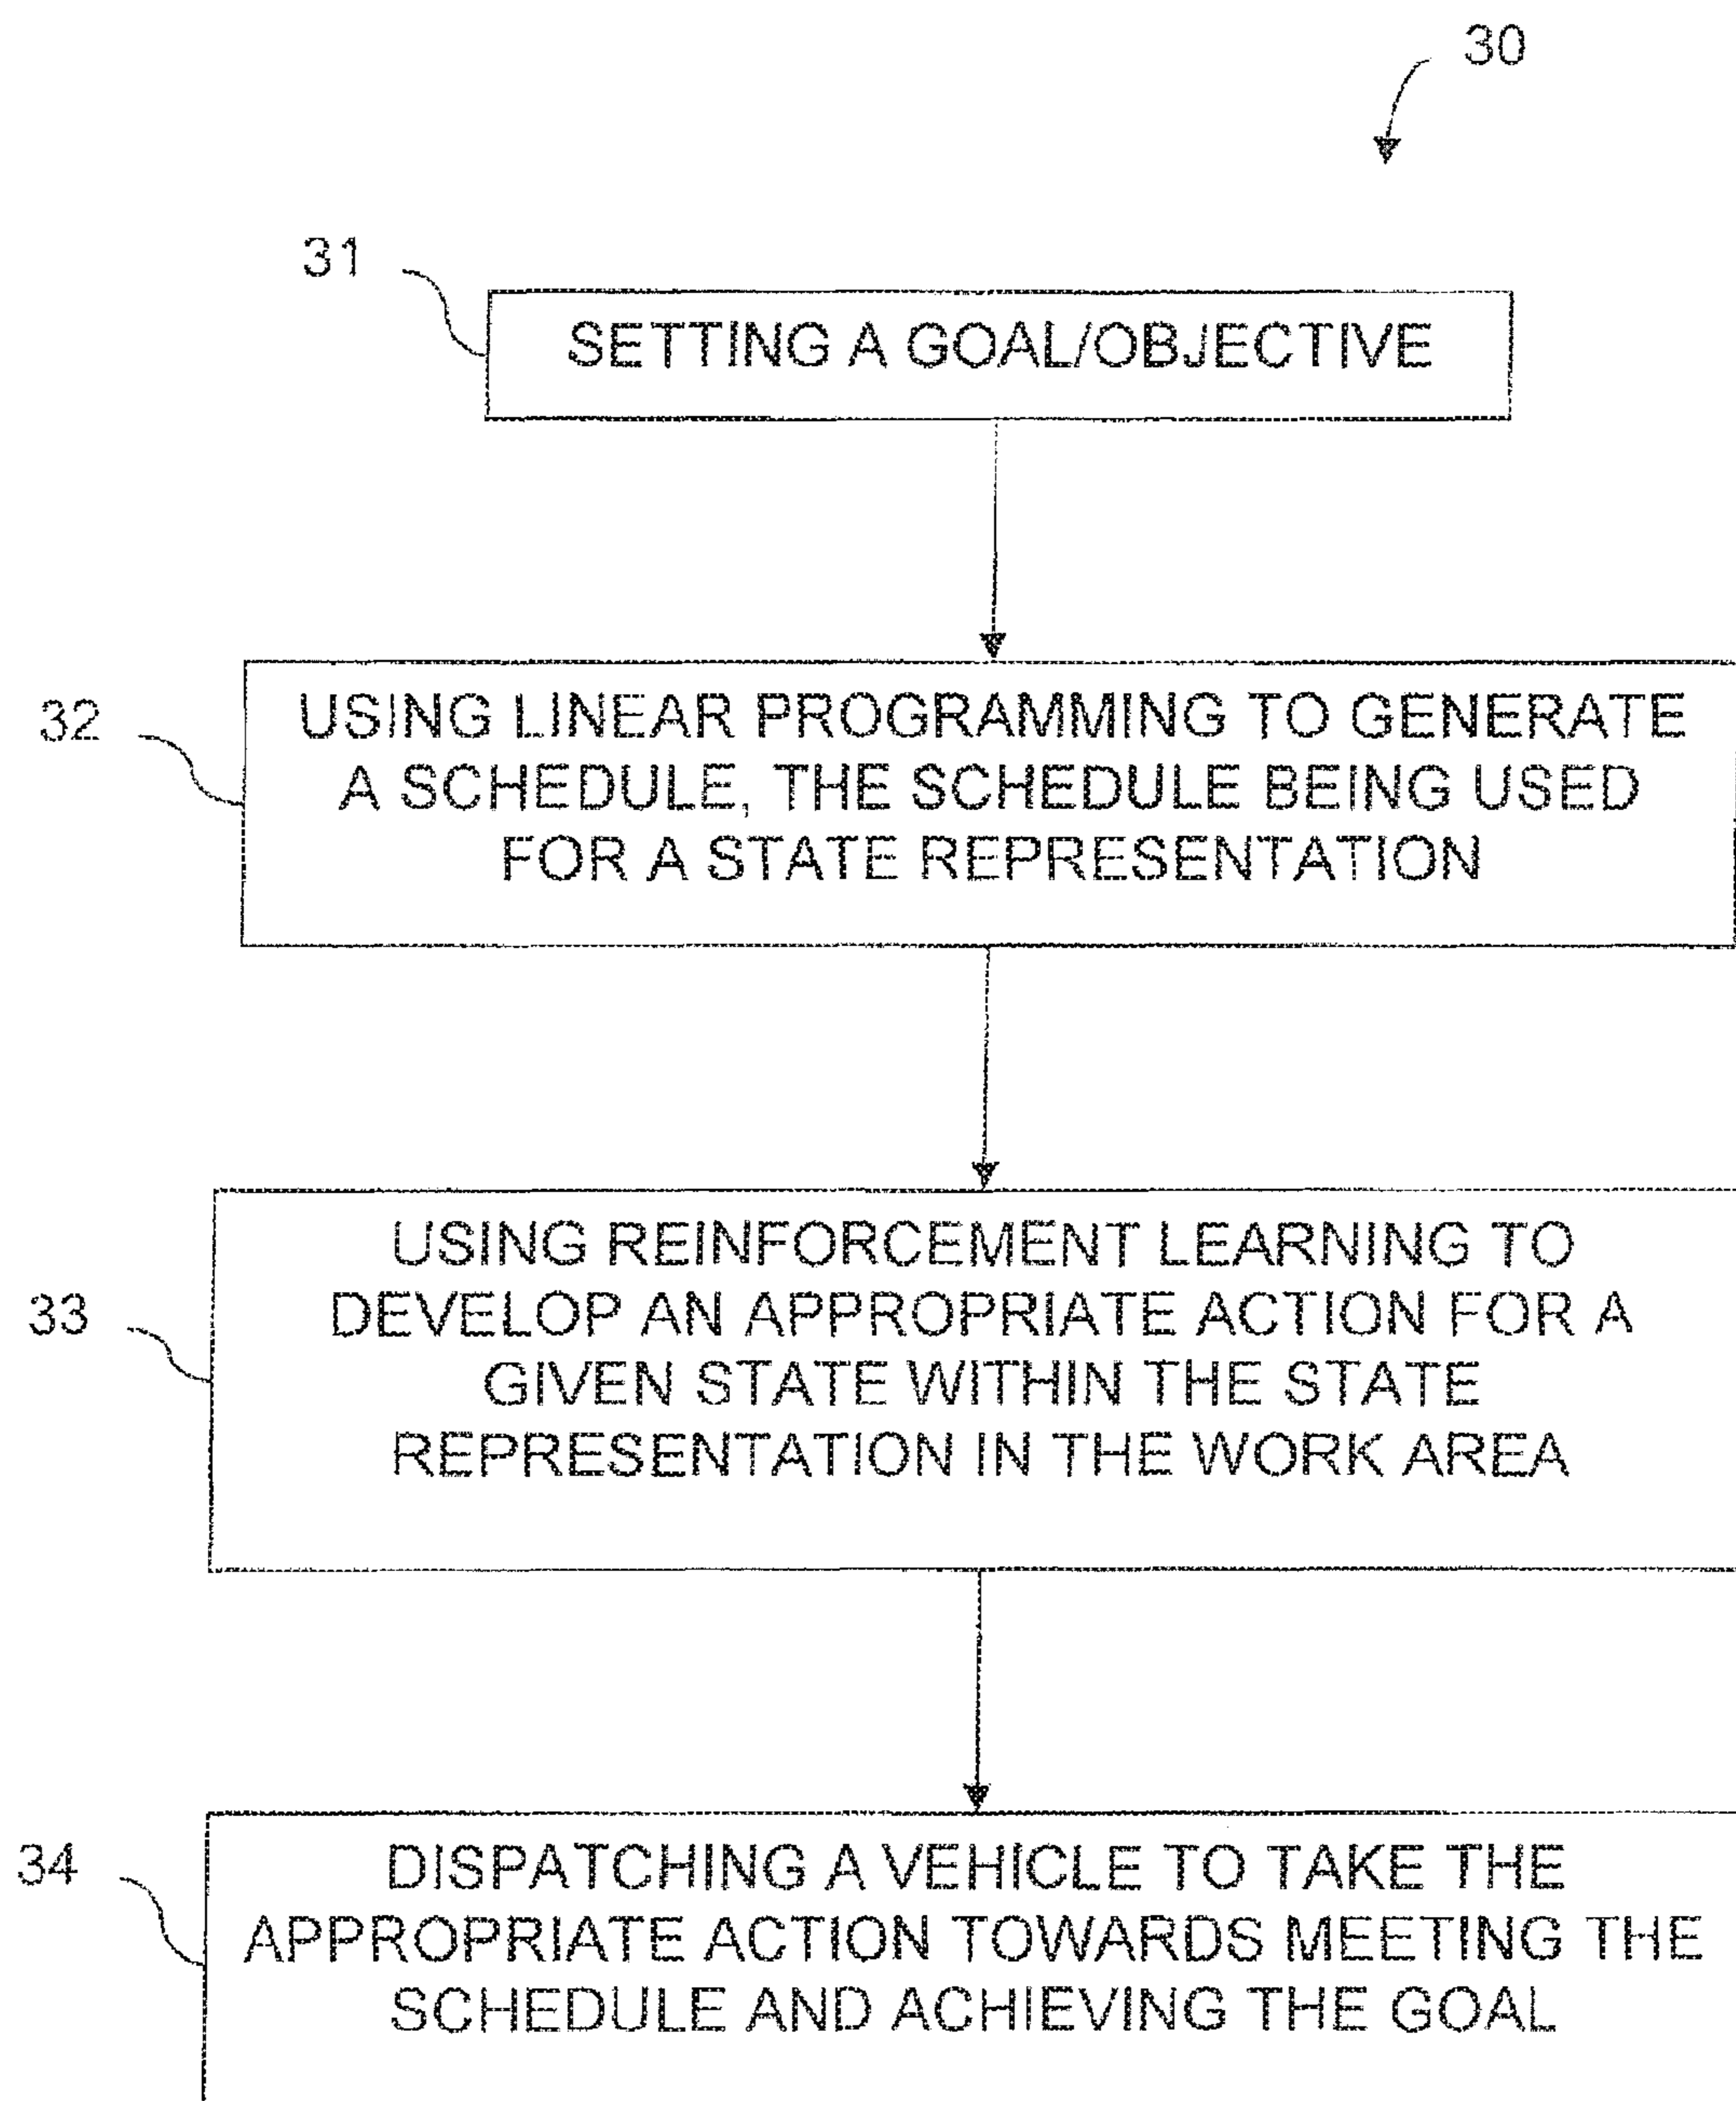 30
31
SETTING A GOAL/OBJECTIVE
32
USING LINEAR PROGRAMMING TO GENERATE
A SCHEDULE, THE SCHEDULE BEING USED
FOR A STATE REPRESENTATION
33
USING REINFORCEMENT LEARNING TO
DEVELOP AN APPROPRIATE ACTION FOR A
GIVEN STATE WITHIN THE STATE
REPRESENTATION IN THE WORK AREA
34
DISPATCHING A VEHICLE TO TAKE THE
APPROPRIATE ACTION TOWARDS MEETING THE
SCHEDULE AND ACHIEVING THE GOAL